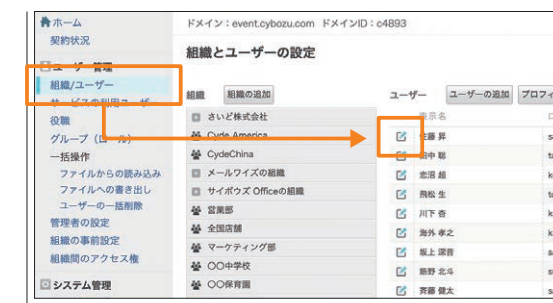 ホーム
契約状況
ユーザー管理
組織/ユーザー
サービスの利用ユーザー
役職
グループ（ロール）
一括操作
ファイルからの読み込み
ファイルへの書き出し
ユーザーの一括削除
管理者の設定
組織の事前設定
組織間のアクセス権
システム管理
ドメイン：event.cybozu.com ドメインID：c4893
組織とユーザーの設定
組織 組織の追加
さいど株式会社
Cyde America
CydeChina
メールワイズの組織
サイボウズ Officeの組織
営業部
全国店舗
マーケティング部
〇〇中学校
〇〇保育園
ユーザー ユーザーの追加 プロフィ
表示名
佐藤 昇
田中 聡
志沼 越
飛松 生
川下 杏
海外 孝之
坂上 深音
飯野 北斗
斉藤 健太